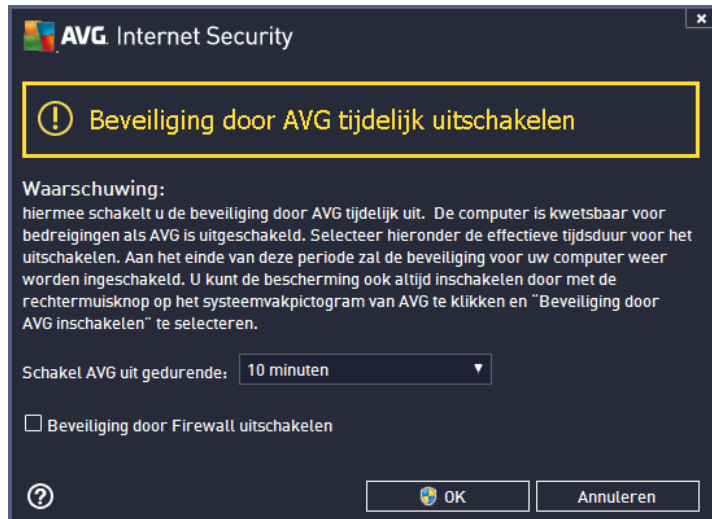 AVG. Internet Security
Beveiliging door AVG tijdelijk uitschakelen
Waarschuwing:
hiermee schakelt u de beveiliging door AVG tijdelijk uit. De computer is kwetsbaar voor
bedreigingen als AVG is uitgeschakeld. Selecteer hieronder de effectieve tijdsduur voor het
uitschakelen. Aan het einde van deze periode zal de beveiliging voor uw computer weer
worden ingeschakeld. U kunt de bescherming ook altijd inschakelen door met de
rechtermuisknop op het systeemvakpictogram van AVG te klikken en "Beveiliging door
AVG inschakelen" te selecteren.
Schakel AVG uit gedurende: 10 minuten
Beveiliging door Firewall uitschakelen
OK Annuleren